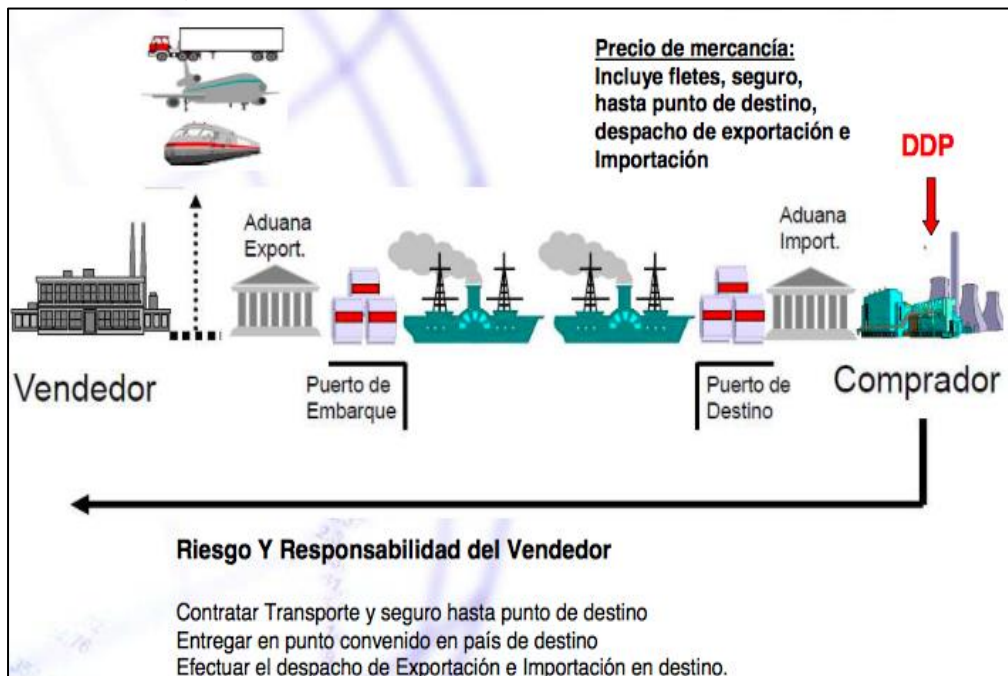 Precio de mercancía:
Incluye fletes, seguro,
hasta punto de destino,
despacho de exportación e
Importación
DDP
Aduana
Export.
Aduana
Import.
Vendedor
Puerto de
Embarque
Puerto de
Destino
Comprador
Riesgo Y Responsabilidad del Vendedor
Contratar Transporte y seguro hasta punto de destino
Entregar en punto convenido en país de destino
Efectuar el despacho de Exportación e Importación en destino.